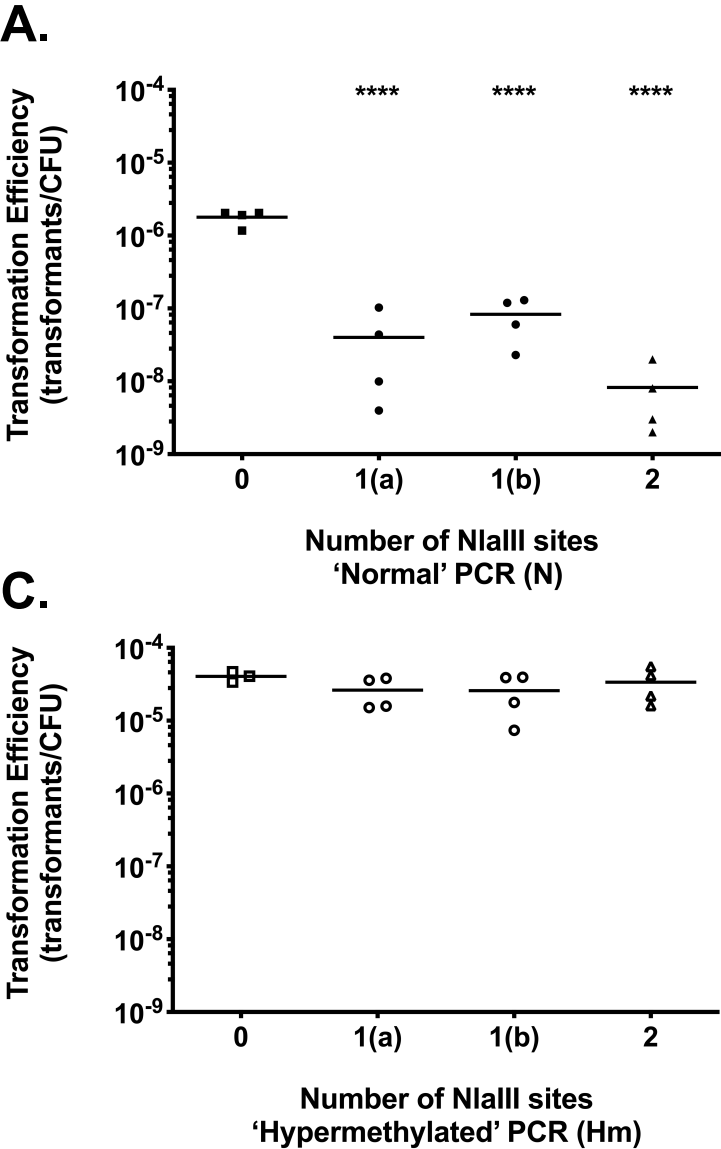 A.
Transformation Efficiency
(transformants/CFU)
10-4
10-5
10-6
10-7
10-8
10-9
**** **** ****
0 1(a) 1(b) 2
Number of NlaIII sites
‘Normal’ PCR (N)
C.
Transformation Efficiency
(transformants/CFU)
10-4
10-5
10-6
10-7
10-8
10-9
0 1(a) 1(b) 2
Number of NlaIII sites
‘Hypermethylated’ PCR (Hm)